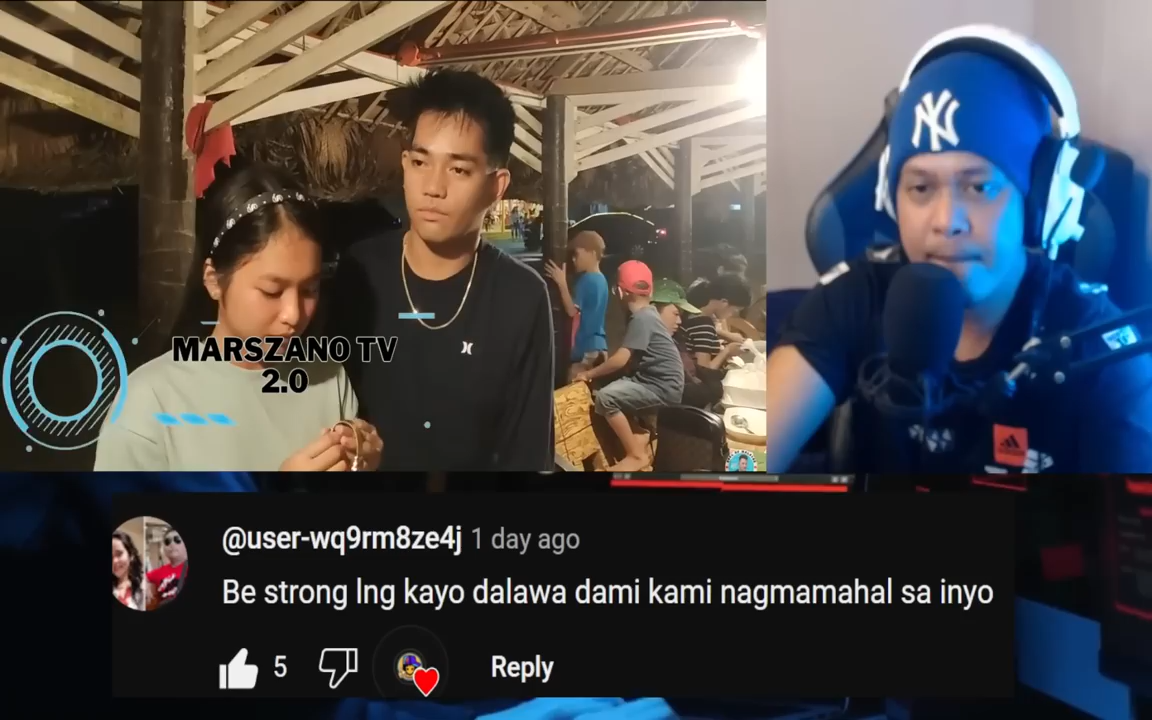 NY
MARSZANO TV
2.0
@user-wq9rm8ze4j 1 day ago
Be strong lng kayo dalawa dami kami nagmamahal sa inyo
5
Reply